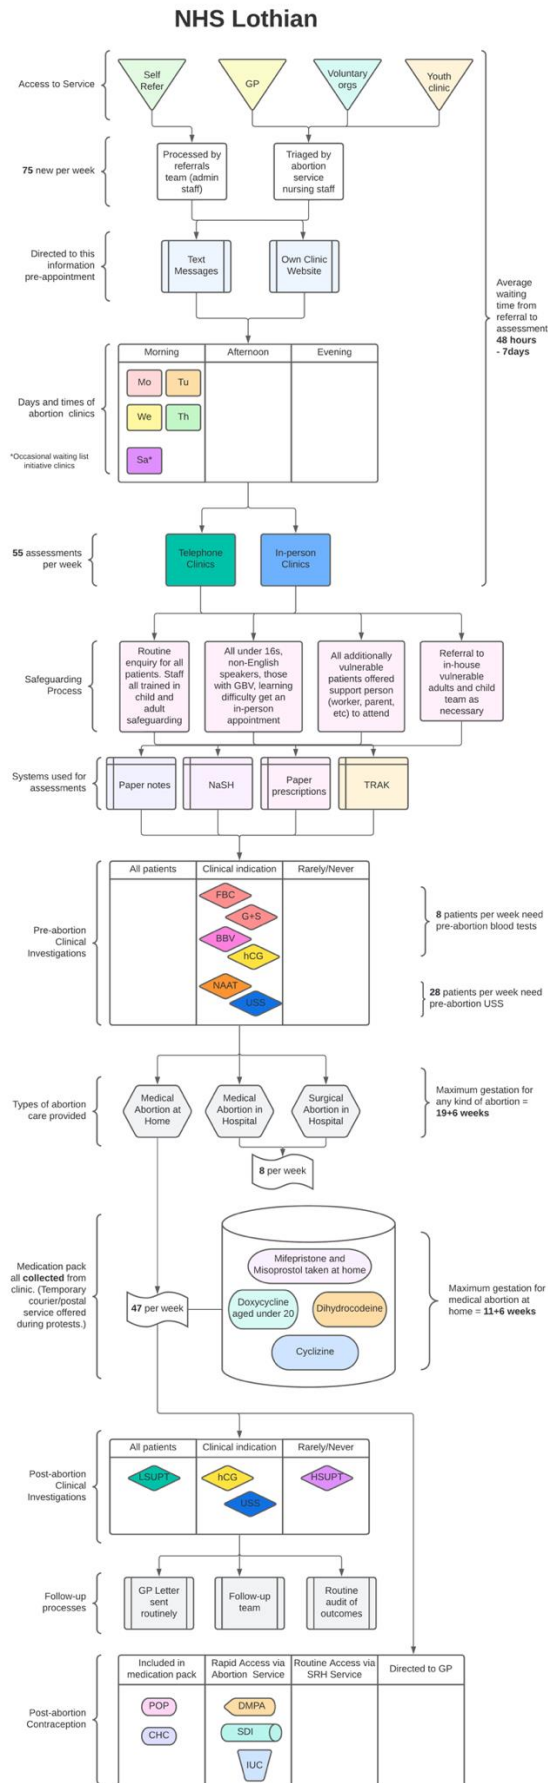 NHS Lothian
Access to Service
Self
Refer
GP
Voluntary
orgs
Youth
clinic
75 new per week
Processed by
referrals
team (admin
staff)
Triaged by
abortion
service
nursing staff
Directed to this
information
pre-appointment
Text
Messages
Own Clinic
Website
Average
waiting
time from
referral to
assessment
48 hours
- 7days
Morning
Afternoon
Evening
Days and times of
abortion clinics
*Occasional waiting list
initiative clinics
Mo
Tu
We
Th
Sa*
55 assessments
per week
Telephone
Clinics
In-person
Clinics
Safeguarding
Process
Routine
enquiry for all
patients. Staff
all trained in
child and
adult
safeguarding
All under 16s,
non-English
speakers, those
with GBV, learning
difficulty get an
in-person
appointment
All additionally
vulnerable
patients offered
support person
(worker, parent,
etc) to attend
Referral to
in-house
vulnerable
adults and child
team as
necessary
Systems used for
assessments
Paper notes
NaSH
Paper
prescriptions
TRAK
All patients
Clinical indication
Rarely/Never
Pre-abortion
Clinical
Investigations
FBC
G+S
BBV
hCG
NAAT
USS
8 patients per week need
pre-abortion blood tests
28 patients per week need
pre-abortion USS
Types of abortion
care provided
Medical
Abortion at
Home
Medical
Abortion in
Hospital
Surgical
Abortion in
Hospital
Maximum gestation for
any kind of abortion =
19+6 weeks
8 per week
Medication pack
all collected from
clinic. (Temporary
courier/postal
service offered
during protests.)
47 per week
Mifepristone and
Misoprostol taken at home
Doxycycline
aged under 20
Dihydrocodeine
Cyclizine
Maximum gestation for
medical abortion at
home = 11+6 weeks
All patients
Clinical indication
Rarely/Never
Post-abortion
Clinical
Investigations
LSUPT
hCG
USS
HSUPT
Follow-up
processes
GP Letter
sent
routinely
Follow-up
team
Routine
audit of
outcomes
Post-abortion
Contraception
Included in
medication pack
Rapid Access via
Abortion Service
Routine Access via
SRH Service
Directed to GP
POP
CHC
DMPA
SDI
IUC